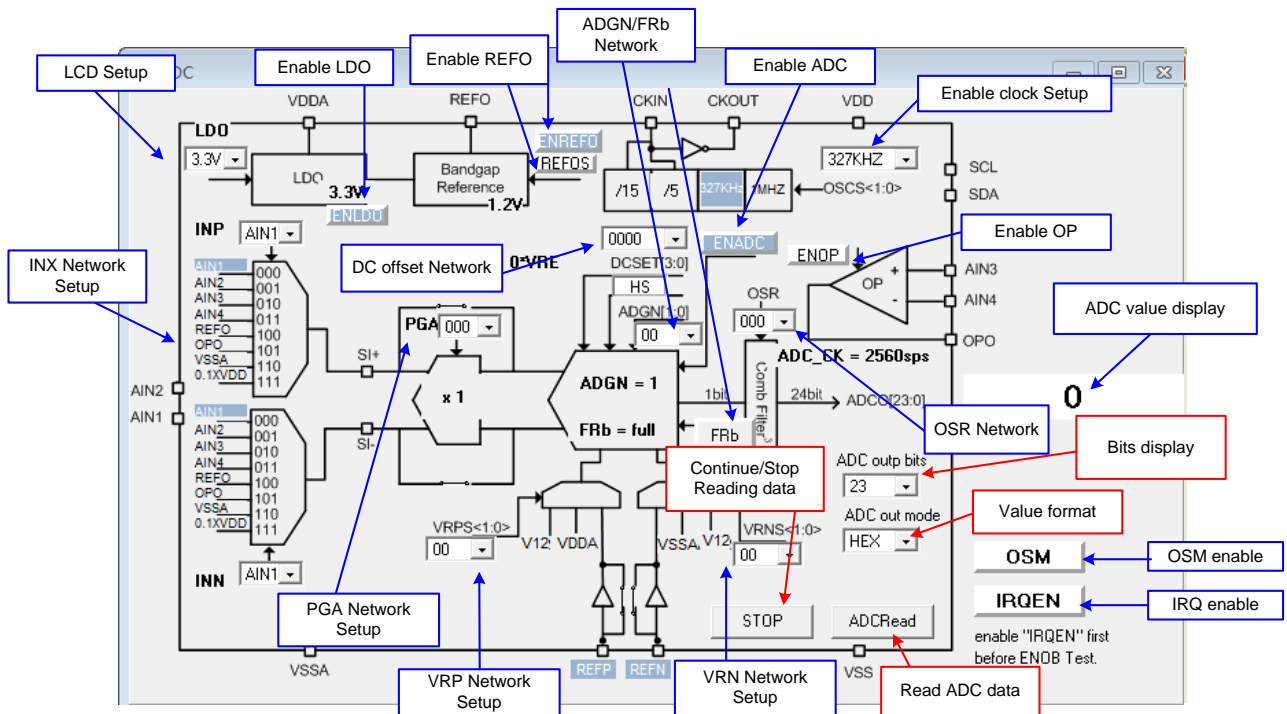 ADGN/FRb
Network
LCD Setup
Enable LDO
Enable REFO
Enable ADC
Enable clock Setup
DC
VDDA
REFO
CKIN
CKOUT
VDD
LDO
3.3V
LDO
3.3V
ENLDO
Bandgap
Reference
1.2V
ENREFO
REFOS
/15
/5
327KHz
1MHZ
OSCS<1:0>
327KHZ
SCL
SDA
INX Network
Setup
INP
AIN1
AIN1
AIN2
AIN3
AIN4
REFO
OPO
VSSA
0.1XVDD
000
001
010
011
100
101
110
111
DC offset Network
0*VRE
0000
DCSET[3:0]
HS
ADGN[1:0]
00
ENADC
ENOP
Enable OP
OP
+
-
AIN3
AIN4
OPO
ADC value display
OSR
000
ADC_CK = 2560sps
PGA
000
SI+
SI-
x 1
ADGN = 1
FRb = full
1bit
Comb Filter
3
24bit
ADCO[23:0]
FRb
0
OSR Network
AIN2
AIN1
AIN1
AIN2
AIN3
AIN4
REFO
OPO
VSSA
0.1XVDD
000
001
010
011
100
101
110
111
INN
AIN1
Continue/Stop
Reading data
ADC outp bits
23
Bits display
ADC out mode
HEX
Value format
VRPS<1:0>
00
V12
VDDA
VSSA
V12
VRNS<1:0>
00
OSM
OSM enable
IRQEN
IRQ enable
enable "IRQEN" first
before ENOB Test.
PGA Network
Setup
STOP
ADCRead
VSSA
REFP
REFN
VSS
VRP Network
Setup
VRN Network
Setup
Read ADC data